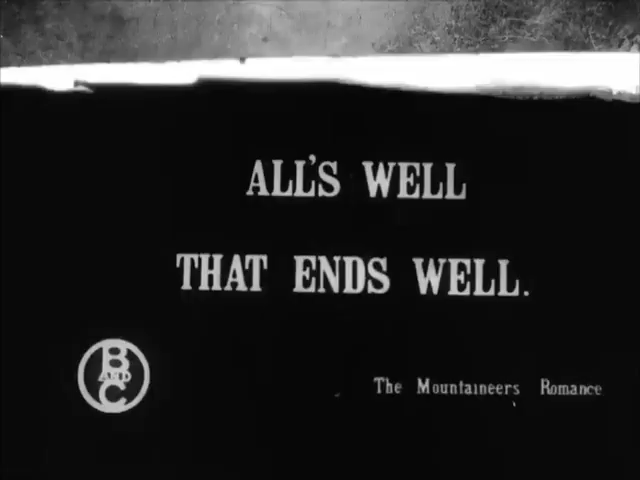 ALL'S WELL
THAT ENDS WELL.
B
AND
C
The Mountaineers Romance